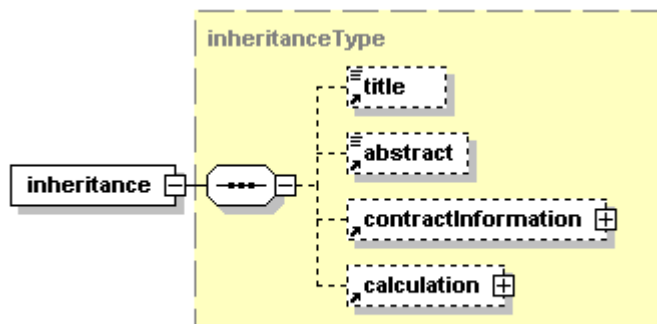 inheritanceType
title
abstract
inheritance
contractInformation
calculation